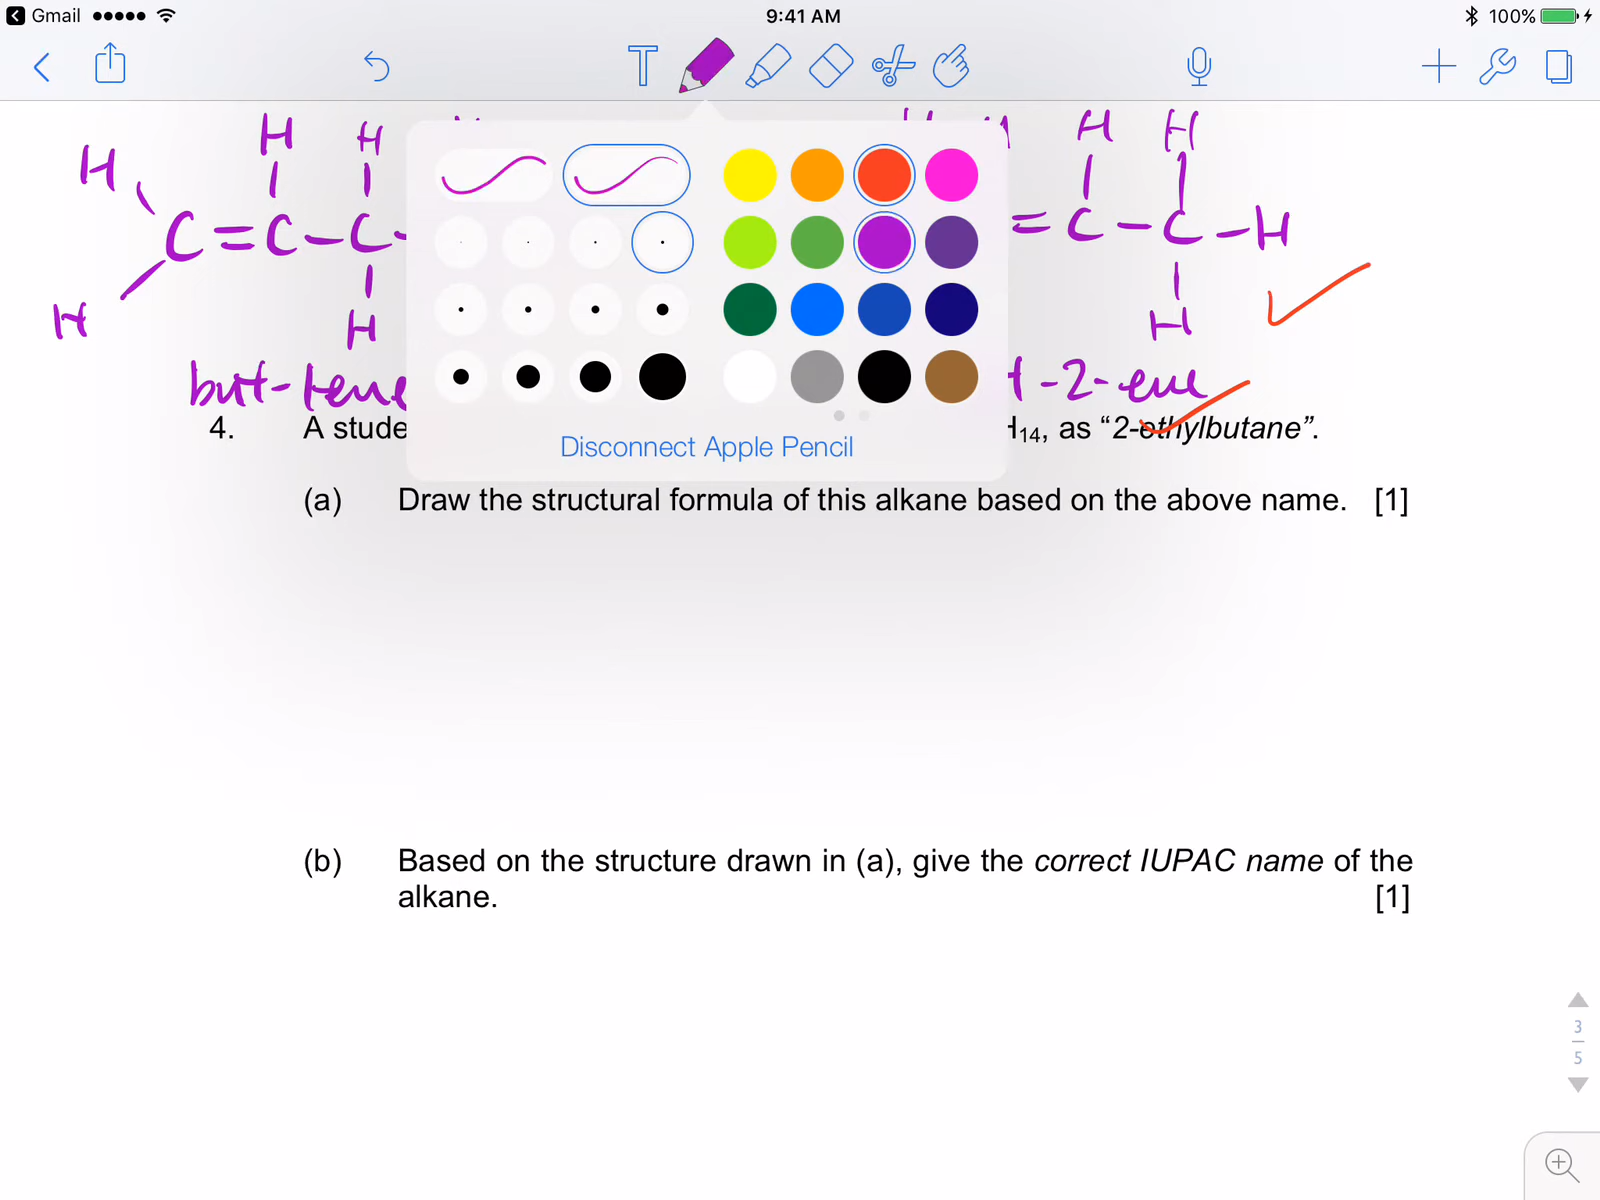 Gmail 9:41 AM 100%
T
H H H H H
C=C-C- =C-C-H
H H H
but-1ene -2-ene
4. A stude H14, as “2-ethylbutane”.
Disconnect Apple Pencil
(a) Draw the structural formula of this alkane based on the above name. [1]
(b) Based on the structure drawn in (a), give the correct IUPAC name of the
alkane. [1]
3
5